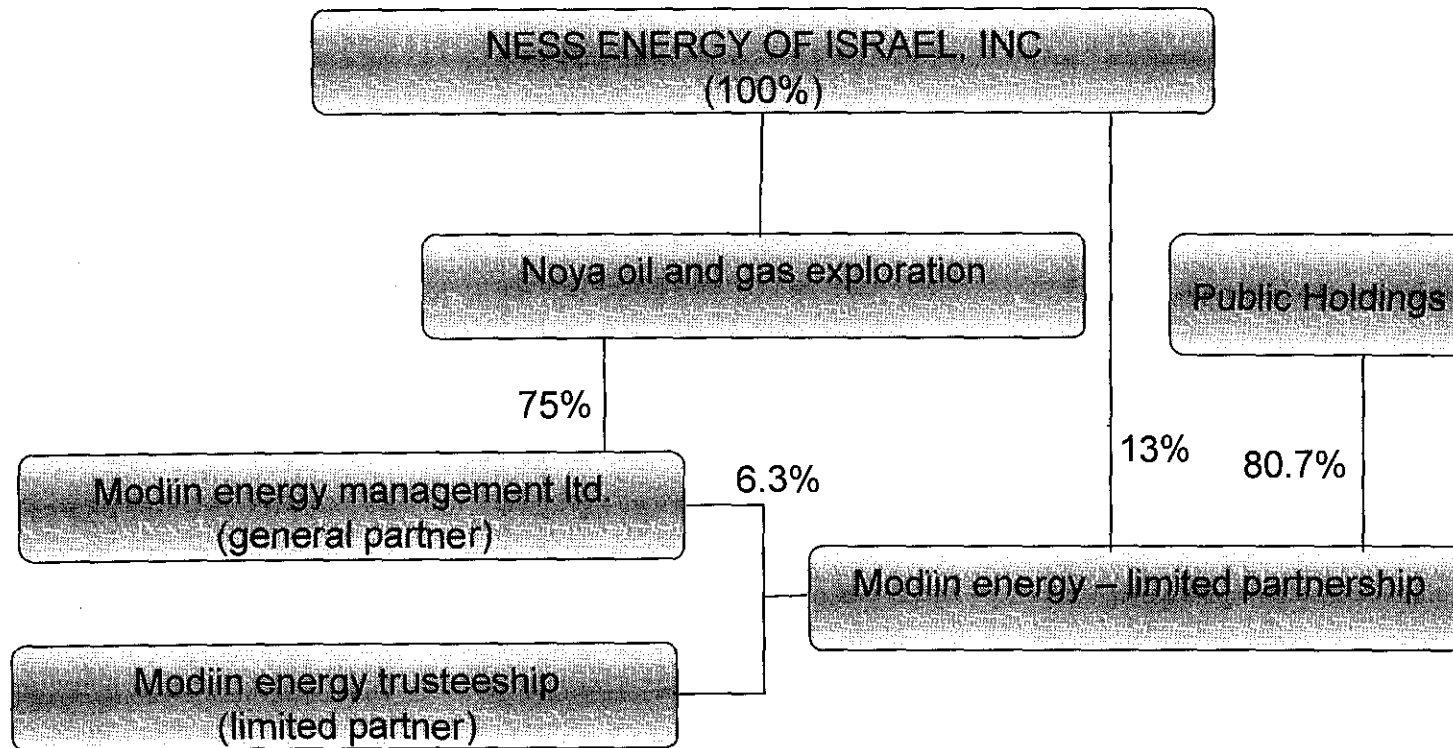 NESS ENERGY OF ISRAEL, INC
(100%)
Noya oil and gas exploration
Public Holdings
75%
Modiin energy management ltd.
(general partner)
6.3%
13%
80.7%
Modiin energy – limited partnership
Modiin energy trusteeship
(limited partner)